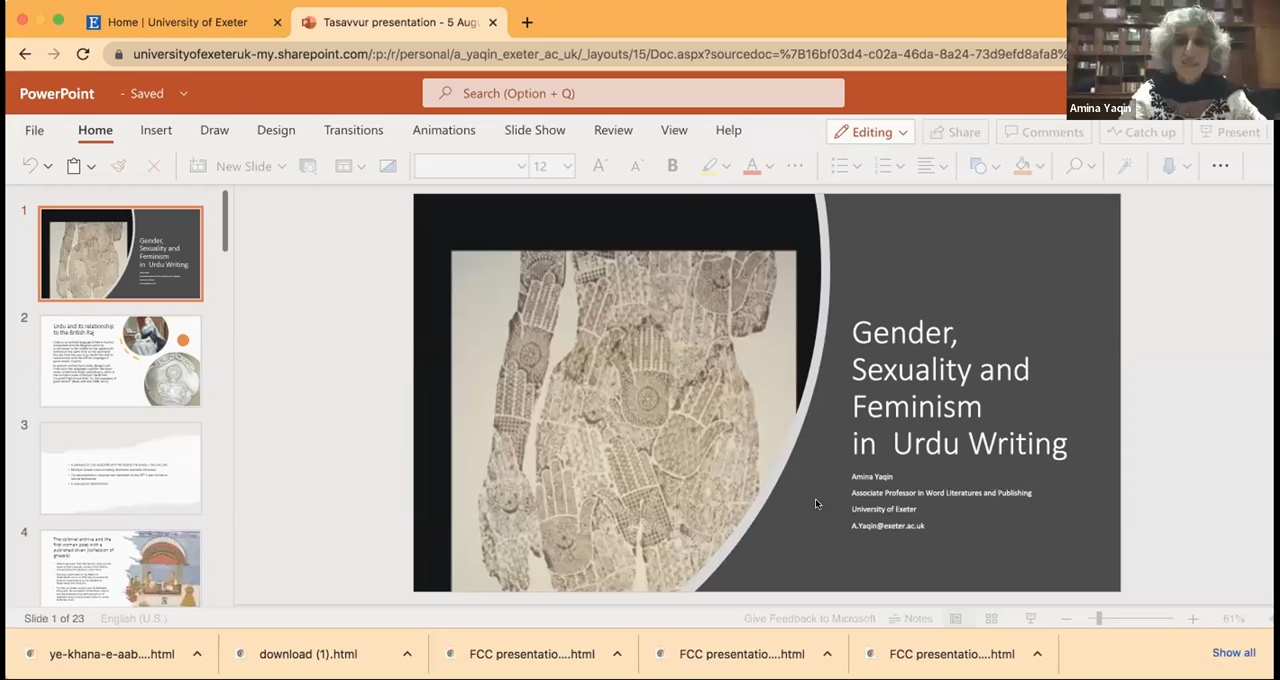 Home | University of Exeter
Tasavvur presentation - 5 Augu
universityofexeteruk-my.sharepoint.com/:p:/r/personal/a_yaqin_exeter_ac_uk/_layouts/15/Doc.aspx?sourcedoc=%7B16bf03d4-c02a-46da-8a24-73d9efd8afa8%
Amina Yaqin
PowerPoint - Saved
Search (Option + Q)
File Home Insert Draw Design Transitions Animations Slide Show Review View Help
Editing Share Comments Catch up Present
New Slide 12
1
Gender,
Sexuality and
Feminism
in Urdu Writing
2
Urdu and its relationship
to the British Raj
3
4
The colonial archive and the
first woman poet with a
published divan (collection of
ghazals)
Gender,
Sexuality and
Feminism
in Urdu Writing
Amina Yaqin
Associate Professor in Word Literatures and Publishing
University of Exeter
A.Yaqin@exeter.ac.uk
Slide 1 of 23 English (U.S.) Give Feedback to Microsoft Notes 61%
ye-khana-e-aab....html
download (1).html
FCC presentatio....html
FCC presentatio....html
FCC presentatio....html
Show all